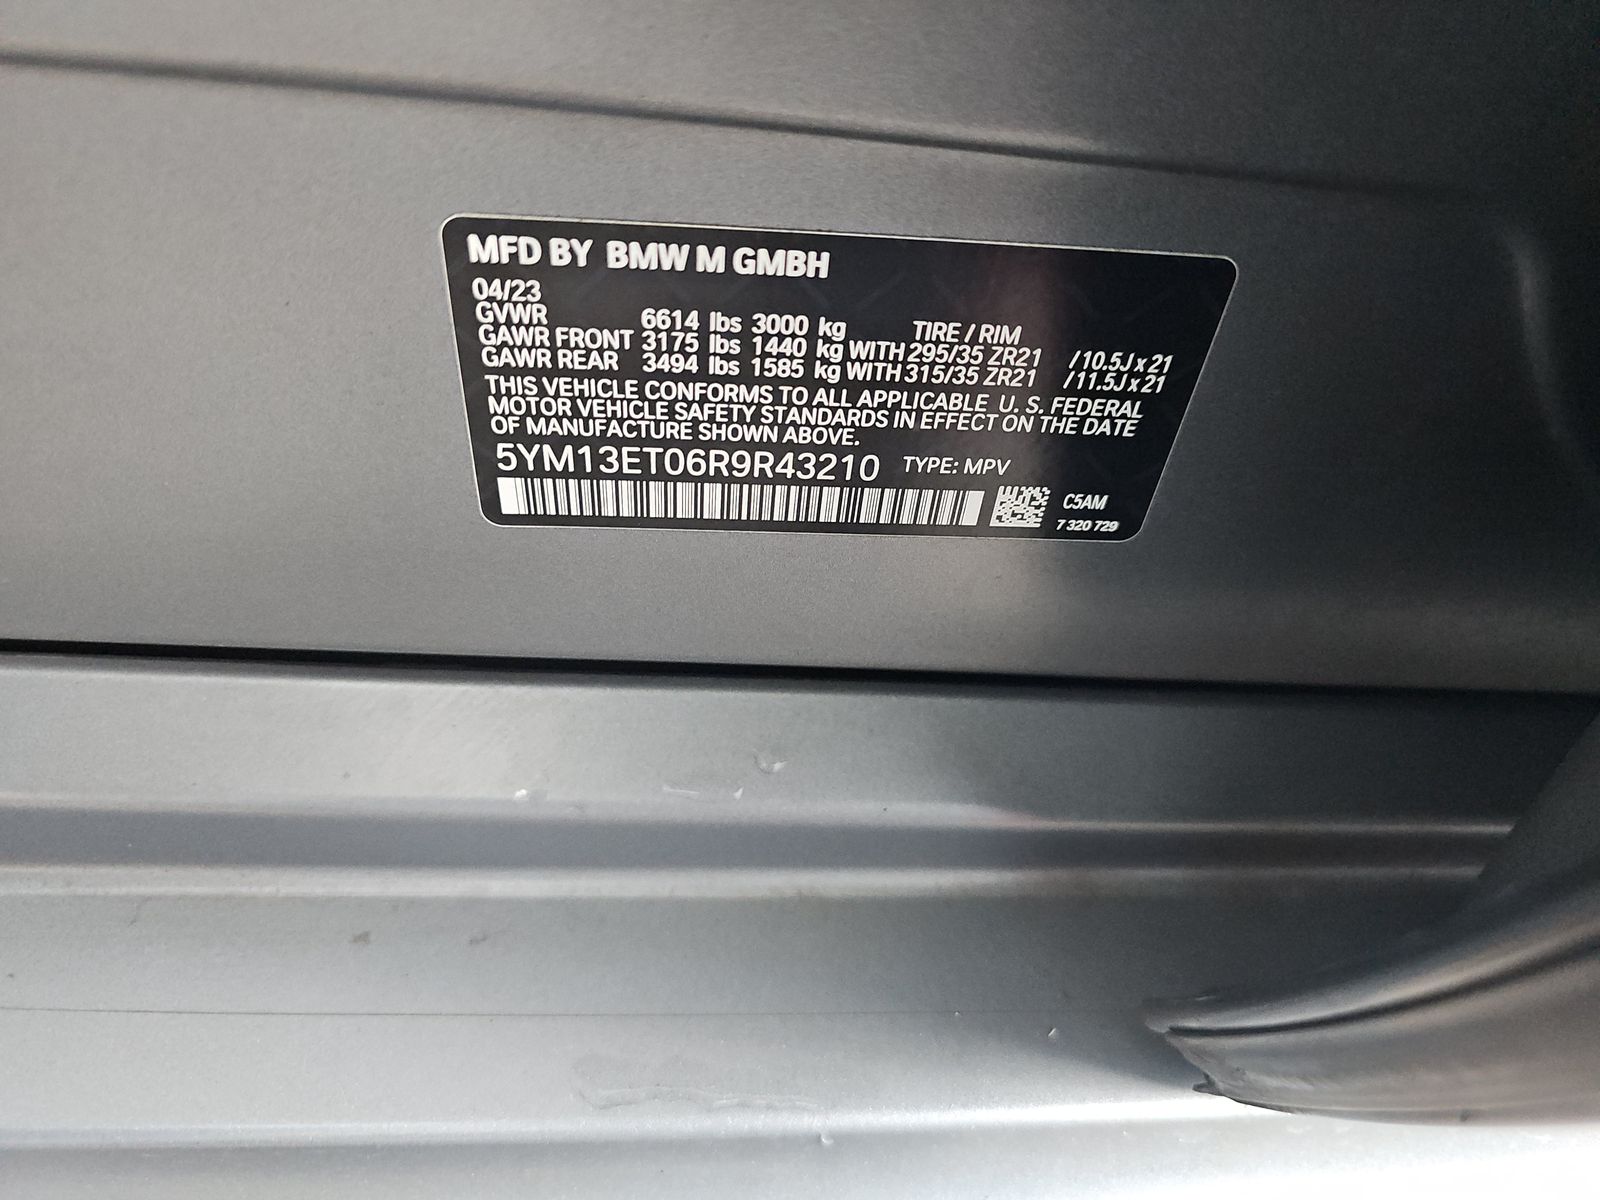 MFD BY BMW M GMBH
04/23
GVWR 6614 lbs 3000 kg TIRE / RIM
GAWR FRONT 3175 lbs 1440 kg WITH 295/35 ZR21 / 10.5J x 21
GAWR REAR 3494 lbs 1585 kg WITH 315/35 ZR21 / 11.5J x 21
THIS VEHICLE CONFORMS TO ALL APPLICABLE U. S. FEDERAL
MOTOR VEHICLE SAFETY STANDARDS IN EFFECT ON THE DATE
OF MANUFACTURE SHOWN ABOVE.
5YM13ET06R9R43210 TYPE: MPV
C5AM
7 320 729